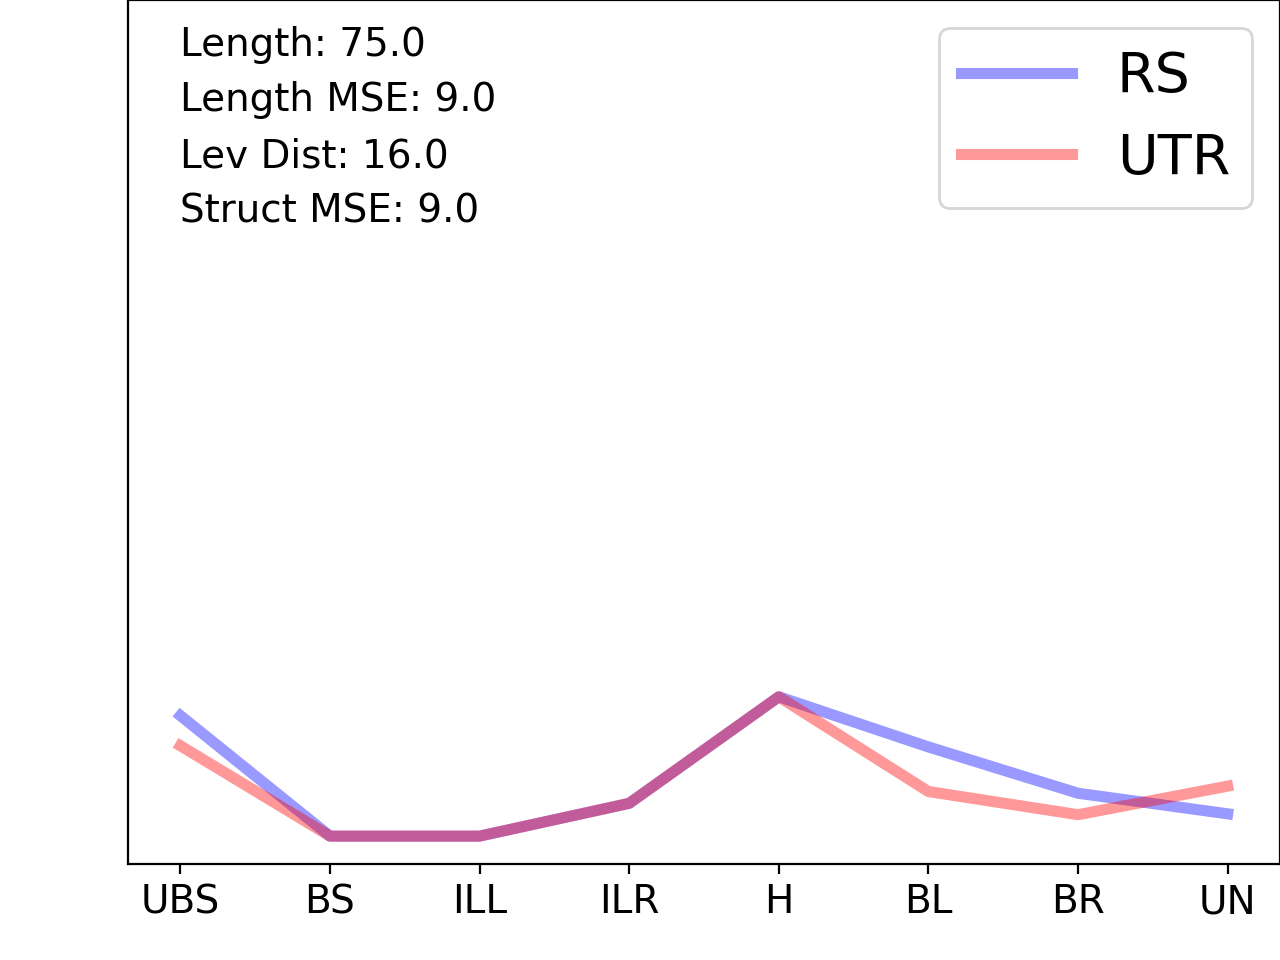 Length: 75.0
Length MSE: 9.0
Lev Dist: 16.0
Struct MSE: 9.0
RS
UTR
UBS BS ILL ILR H BL BR UN